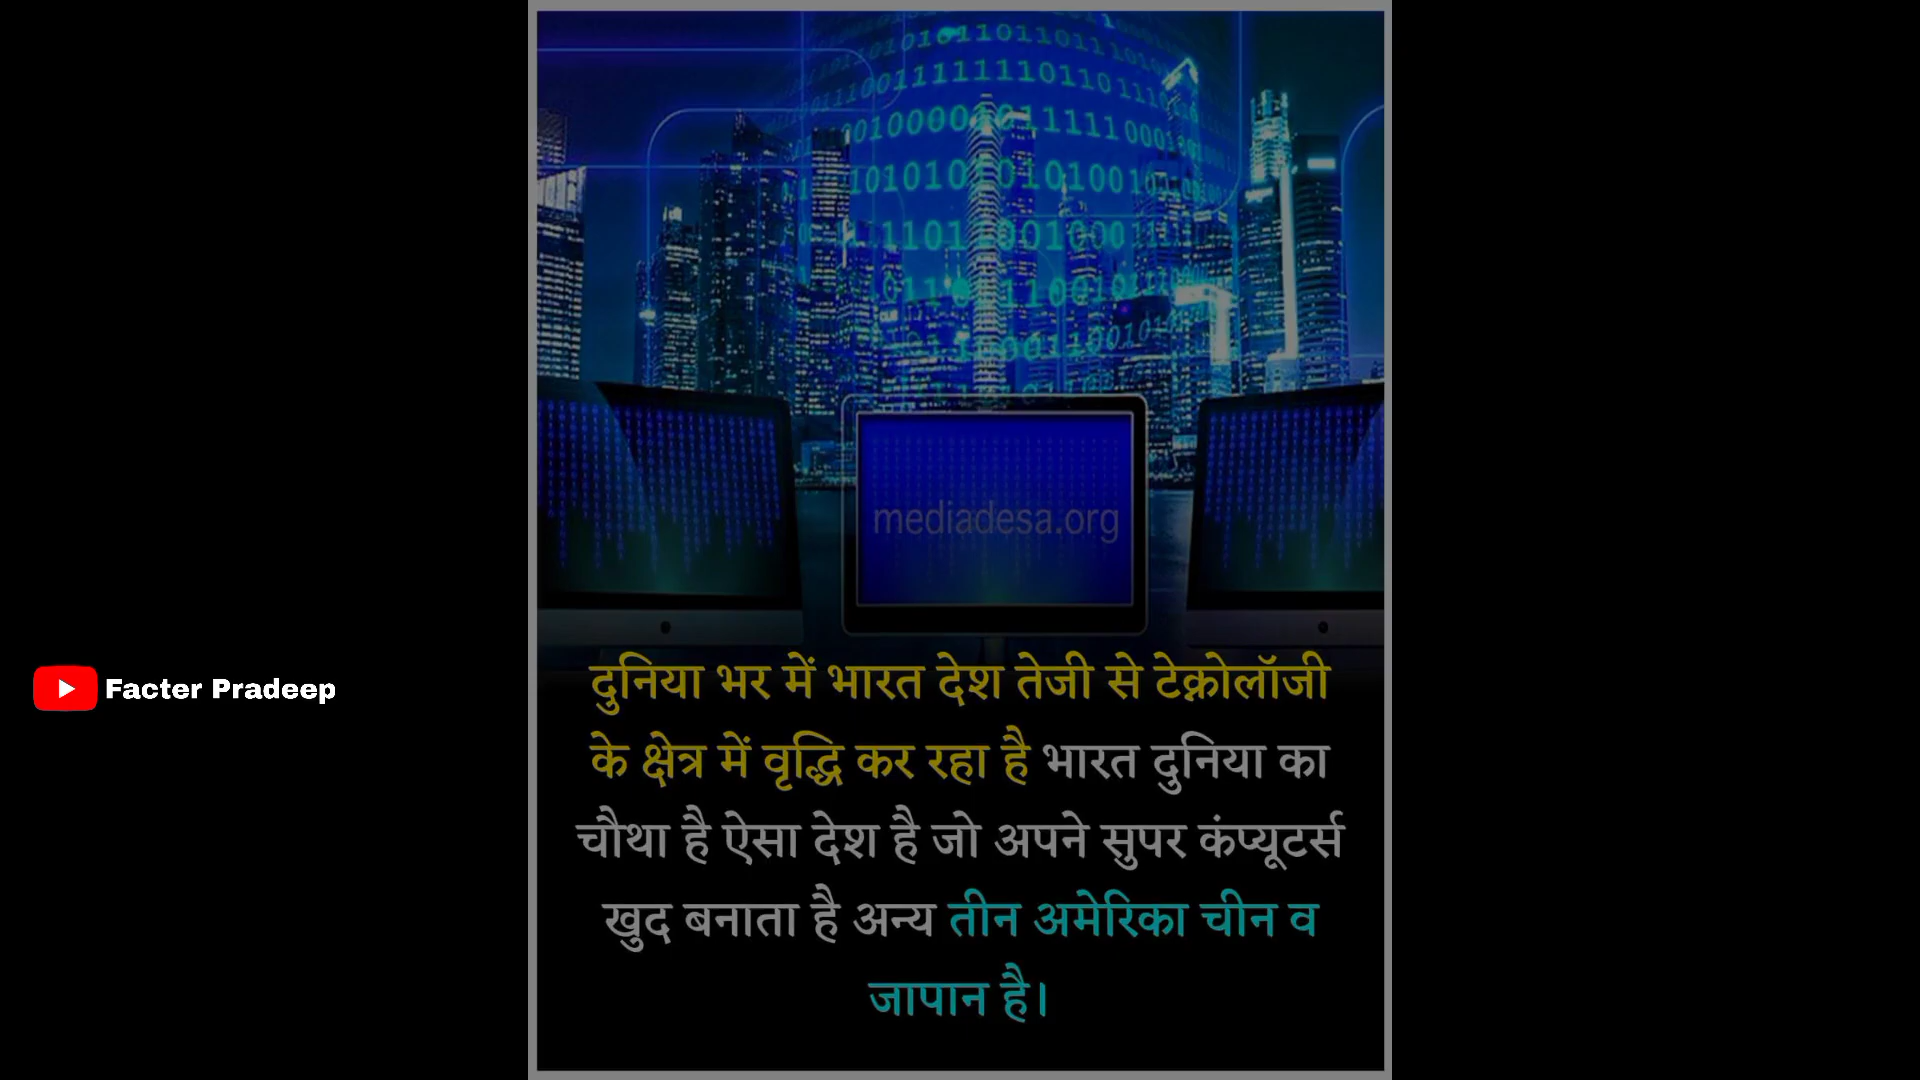 mediadesa.org
Facter Pradeep
दुनिया भर में भारत देश तेजी से टेक्नोलॉजी
के क्षेत्र में वृद्धि कर रहा है भारत दुनिया का
चौथा है ऐसा देश है जो अपने सुपर कंप्यूटर्स
खुद बनाता है अन्य तीन अमेरिका चीन व
जापान है।